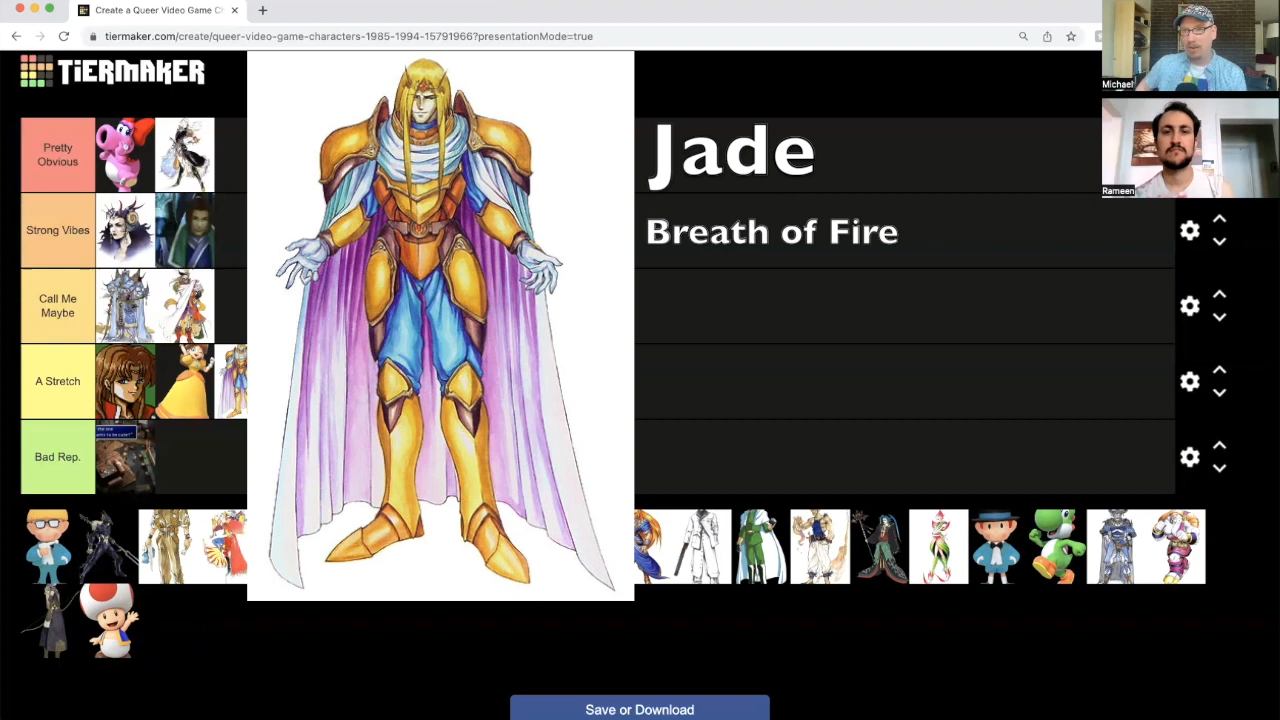 Create a Queer Video Game Ch
tiermaker.com/create/queer-video-game-characters-1985-1994-15791966?presentationMode=true
TiERMAKER
Michael
Rameen
Pretty
Obvious
Jade
Strong Vibes
Breath of Fire
Call Me
Maybe
A Stretch
Bad Rep.
Save or Download